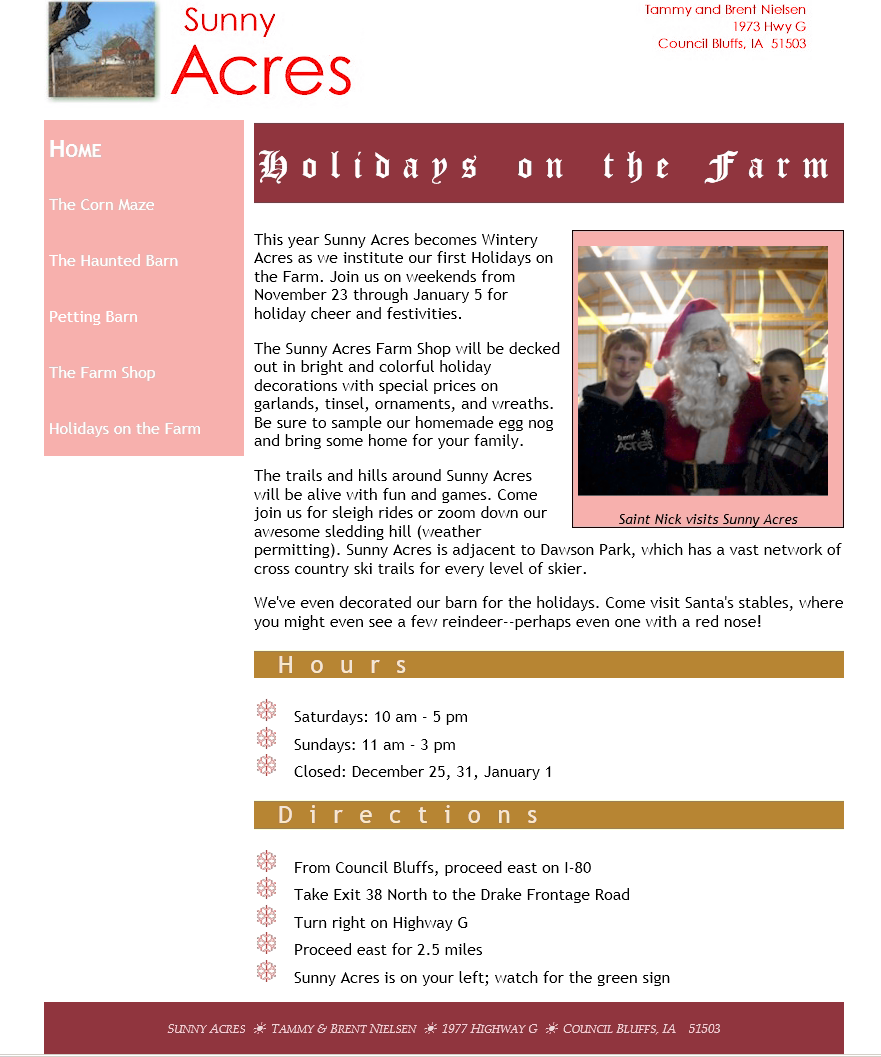 Sunny
Acres
Tammy and Brent Nielsen
1973 Hwy G
Council Bluffs, IA 51503
HOME
The Corn Maze
The Haunted Barn
Petting Barn
The Farm Shop
Holidays on the Farm
Holidays on the Farm
This year Sunny Acres becomes Wintery
Acres as we institute our first Holidays on
the Farm. Join us on weekends from
November 23 through January 5 for
holiday cheer and festivities.
The Sunny Acres Farm Shop will be decked
out in bright and colorful holiday
decorations with special prices on
garlands, tinsel, ornaments, and wreaths.
Be sure to sample our homemade egg nog
and bring some home for your family.
Sunny
Acres
Saint Nick visits Sunny Acres
The trails and hills around Sunny Acres
will be alive with fun and games. Come
join us for sleigh rides or zoom down our
awesome sledding hill (weather
permitting). Sunny Acres is adjacent to Dawson Park, which has a vast network of
cross country ski trails for every level of skier.
We've even decorated our barn for the holidays. Come visit Santa's stables, where
you might even see a few reindeer--perhaps even one with a red nose!
Hours
Saturdays: 10 am - 5 pm
Sundays: 11 am - 3 pm
Closed: December 25, 31, January 1
Directions
From Council Bluffs, proceed east on I-80
Take Exit 38 North to the Drake Frontage Road
Turn right on Highway G
Proceed east for 2.5 miles
Sunny Acres is on your left; watch for the green sign
SUNNY ACRES ☀ TAMMY & BRENT NIELSEN ☀ 1977 HIGHWAY G ☀ COUNCIL BLUFFS, IA 51503